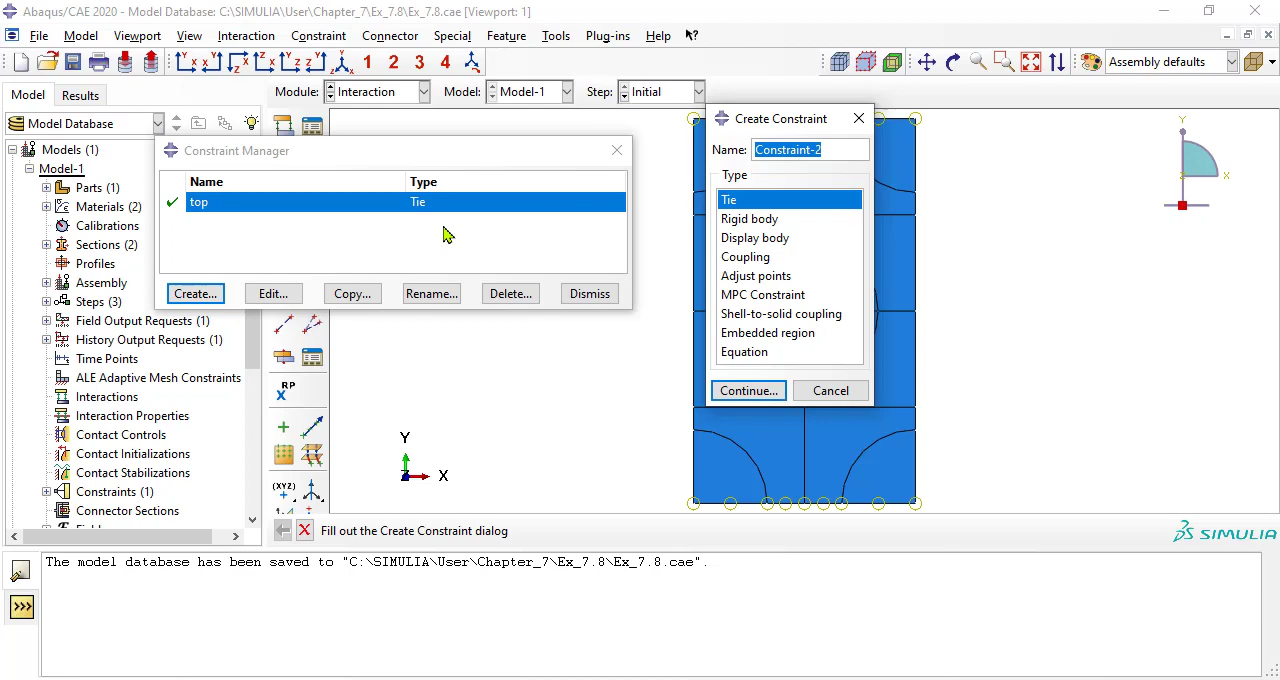 Abaqus/CAE 2020 - Model Database: C:\SIMULIA\User\Chapter_7\Ex_7.8\Ex_7.8.cae [Viewport: 1]
File Model Viewport View Interaction Constraint Connector Special Feature Tools Plug-ins Help
1 2 3 4 Assembly defaults
Model Results
Module: Interaction Model: Model-1 Step: Initial
Model Database
Models (1)
Model-1
Parts (1)
Materials (2)
Calibrations
Sections (2)
Profiles
Assembly
Steps (3)
Field Output Requests (1)
History Output Requests (1)
Time Points
ALE Adaptive Mesh Constraints
Interactions
Interaction Properties
Contact Controls
Contact Initializations
Contact Stabilizations
Constraints (1)
Connector Sections
Constraint Manager
Name Type
top Tie
Create... Edit... Copy... Rename... Delete... Dismiss
RP
(XYZ)
Create Constraint
Name: Constraint-2
Type
Tie
Rigid body
Display body
Coupling
Adjust points
MPC Constraint
Shell-to-solid coupling
Embedded region
Equation
Continue... Cancel
Y
X
Z
Y
X
Fill out the Create Constraint dialog
SIMULIA
The model database has been saved to "C:\SIMULIA\User\Chapter_7\Ex_7.8\Ex_7.8.cae".
>>>